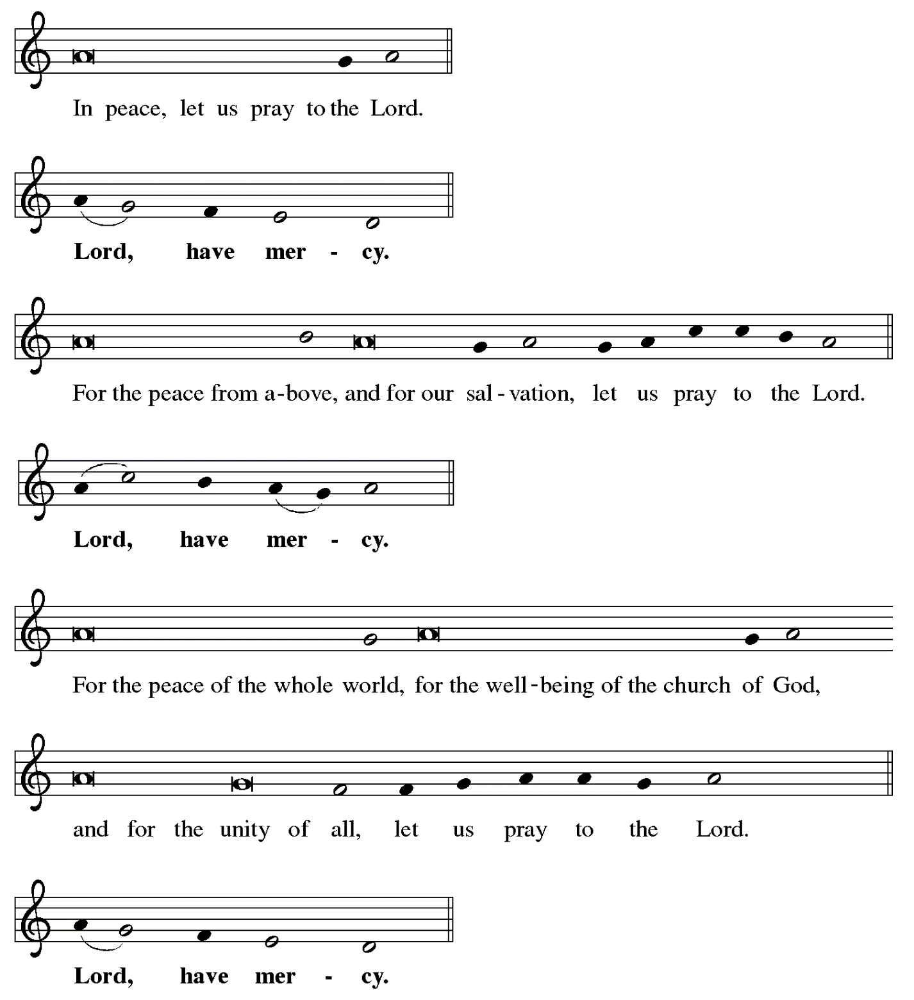 In peace, let us pray to the Lord.
Lord, have mer - cy.
For the peace from a-bove, and for our sal - vation, let us pray to the Lord.
Lord, have mer - cy.
For the peace of the whole world, for the well-being of the church of God,
and for the unity of all, let us pray to the Lord.
Lord, have mer - cy.